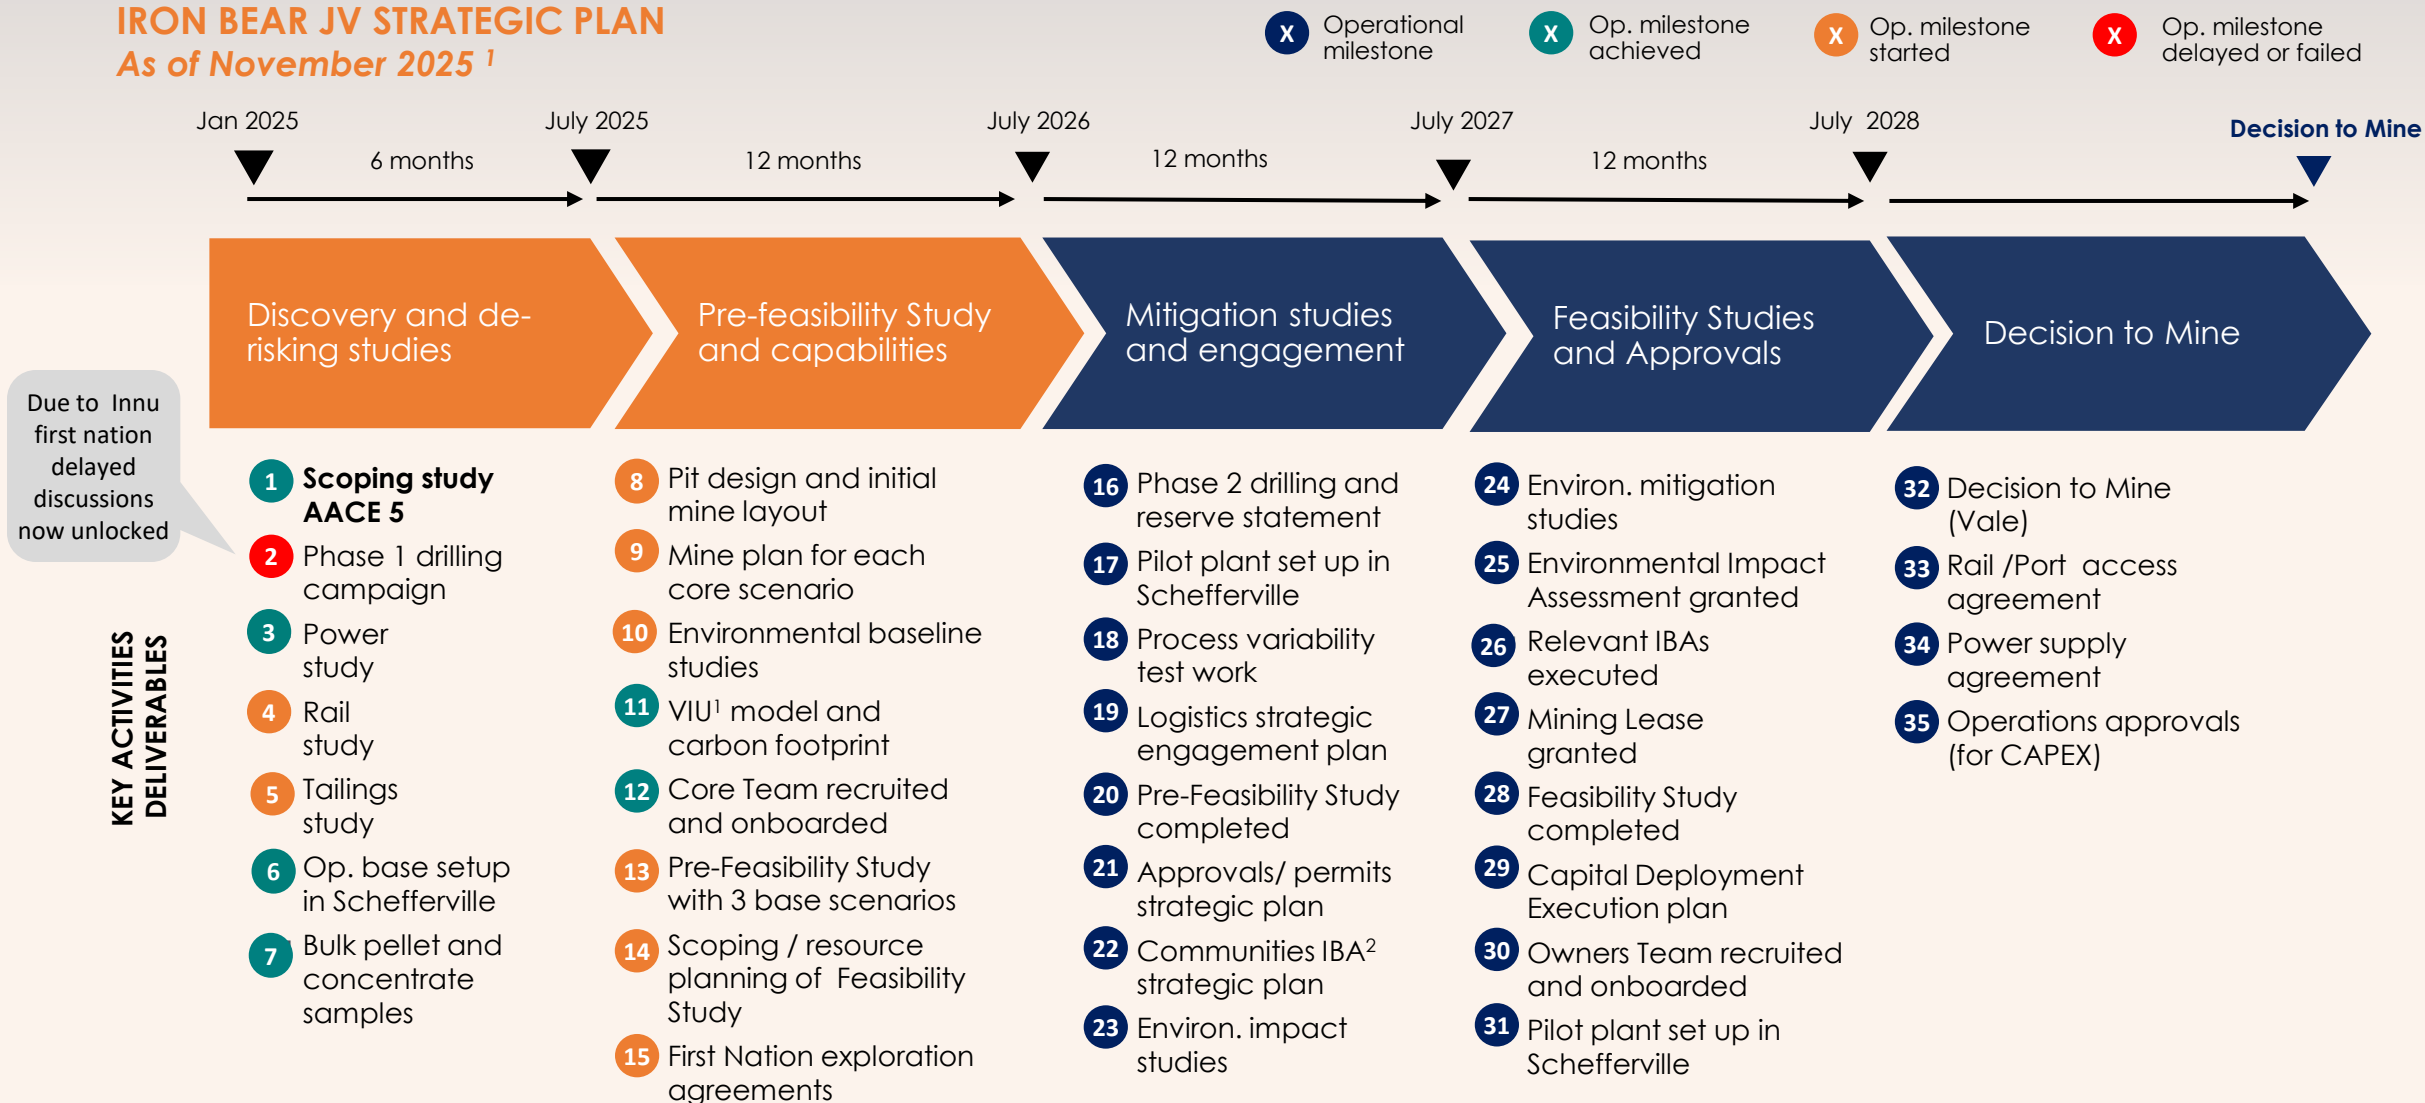 IRON BEAR JV STRATEGIC PLAN
As of November 2025 1
X
Operational
milestone
X
Op. milestone
achieved
X
Op. milestone
started
X
Op. milestone
delayed or failed
Jan 2025
July 2025
July 2026
July 2027
July 2028
Decision to Mine
6 months
12 months
12 months
12 months
Discovery and de-
risking studies
Pre-feasibility Study
and capabilities
Mitigation studies
and engagement
Feasibility Studies
and Approvals
Decision to Mine
Due to Innu
first nation
delayed
discussions
now unlocked
KEY ACTIVITIES
DELIVERABLES
1 Scoping study
AACE 5
2 Phase 1 drilling
campaign
3 Power
study
4 Rail
study
5 Tailings
study
6 Op. base setup
in Schefferville
7 Bulk pellet and
concentrate
samples
8 Pit design and initial
mine layout
9 Mine plan for each
core scenario
10 Environmental baseline
studies
11 VIU1 model and
carbon footprint
12 Core Team recruited
and onboarded
13 Pre-Feasibility Study
with 3 base scenarios
14 Scoping / resource
planning of Feasibility
Study
15 First Nation exploration
agreements
16 Phase 2 drilling and
reserve statement
17 Pilot plant set up in
Schefferville
18 Process variability
test work
19 Logistics strategic
engagement plan
20 Pre-Feasibility Study
completed
21 Approvals/ permits
strategic plan
22 Communities IBA2
strategic plan
23 Environ. impact
studies
24 Environ. mitigation
studies
25 Environmental Impact
Assessment granted
26 Relevant IBAs
executed
27 Mining Lease
granted
28 Feasibility Study
completed
29 Capital Deployment
Execution plan
30 Owners Team recruited
and onboarded
31 Pilot plant set up in
Schefferville
32 Decision to Mine
(Vale)
33 Rail /Port access
agreement
34 Power supply
agreement
35 Operations approvals
(for CAPEX)